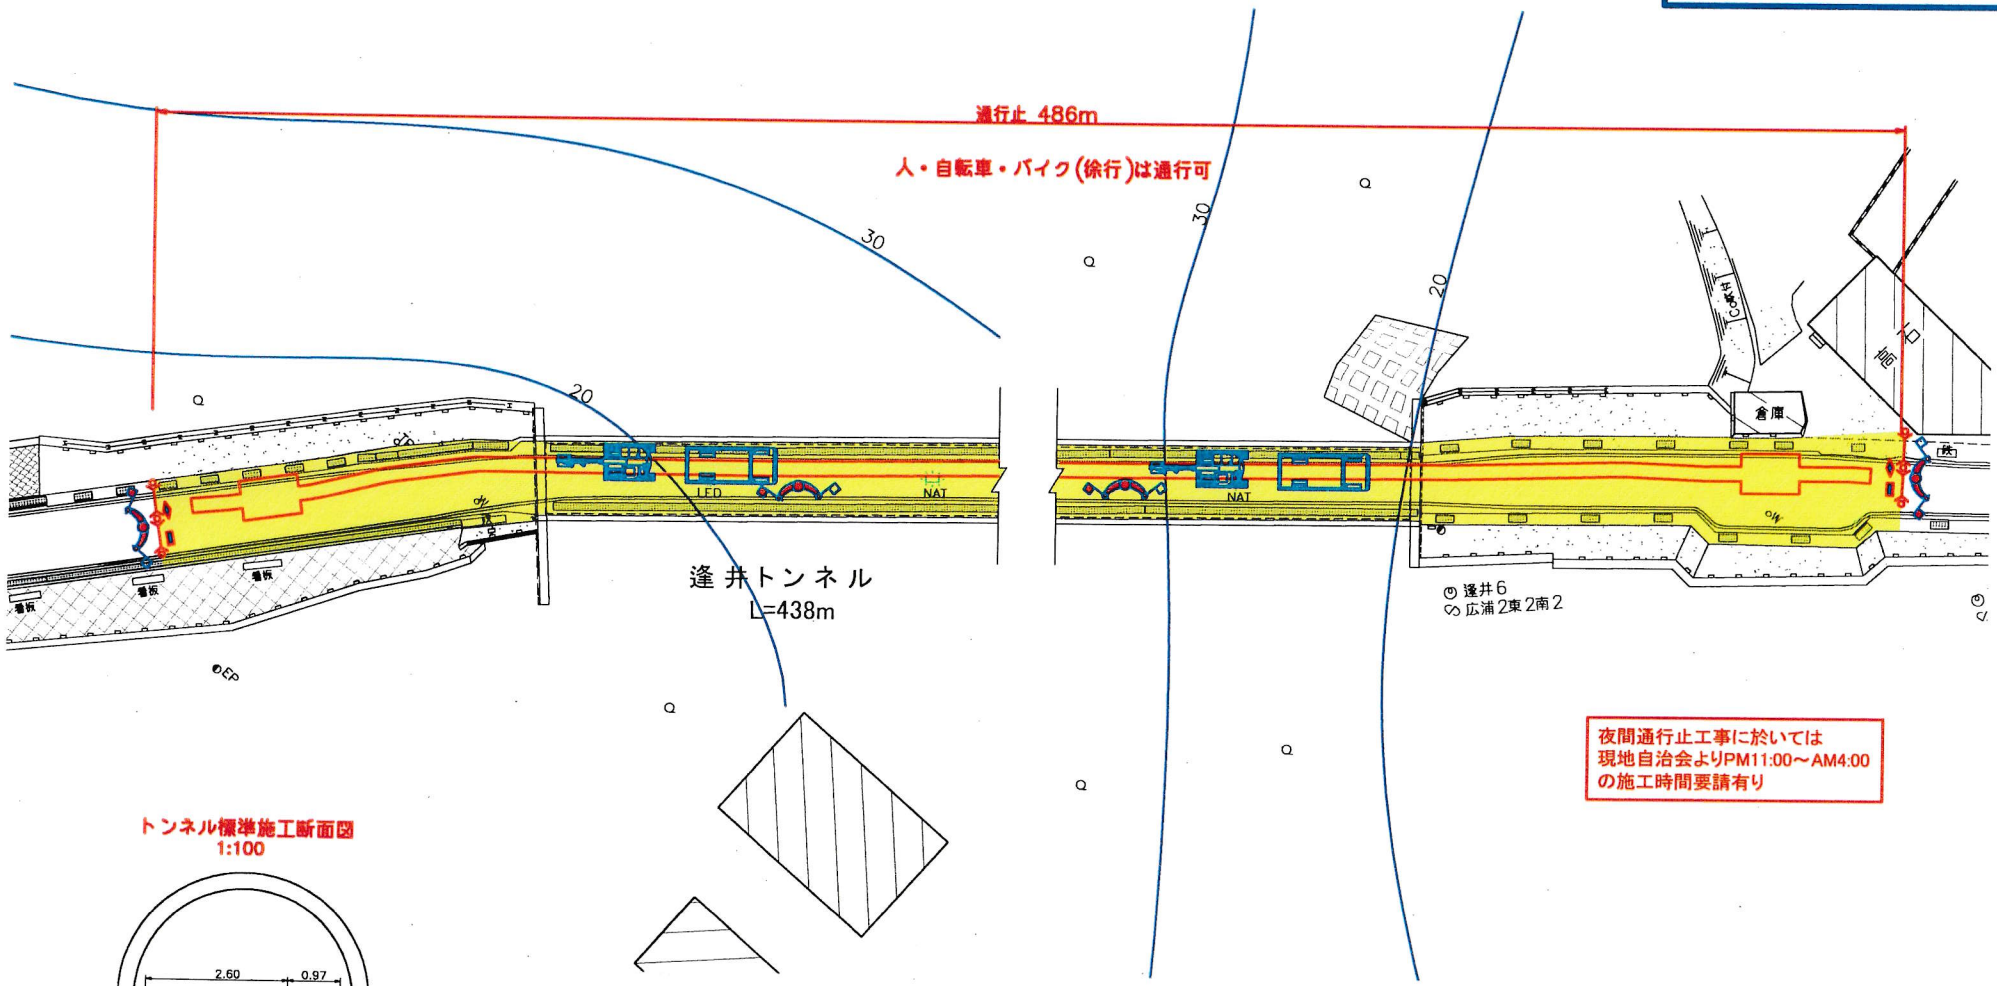 通行止 486m
人・自転車・バイク(徐行)は通行可
30
30
20
20
Co吹付
倉庫
LED
NAT
NAT
逢井トンネル
L=438m
看板
看板
看板
EP
逢井6
広浦2東2南2
夜間通行止工事に於いては
現地自治会よりPM11:00～AM4:00
の施工時間要請有り
トンネル標準施工断面図
1:100
2.60
0.97